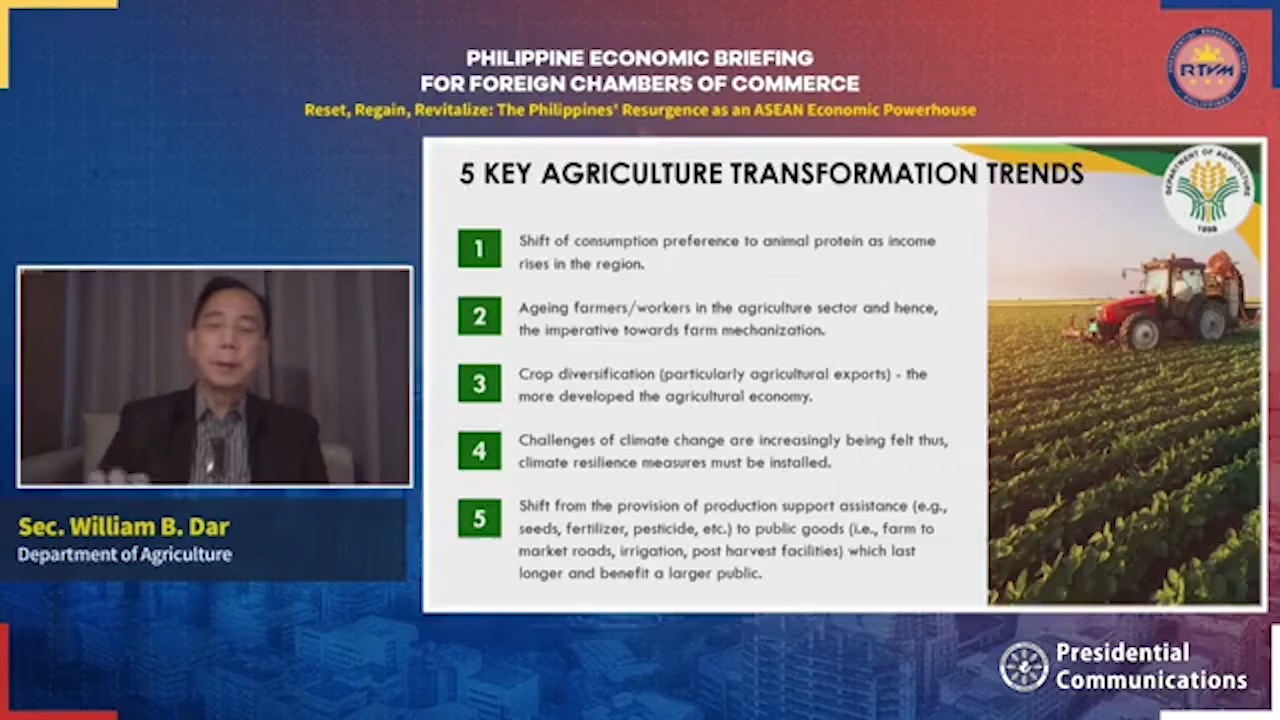 PHILIPPINE ECONOMIC BRIEFING
FOR FOREIGN CHAMBERS OF COMMERCE
Reset, Regain, Revitalize: The Philippines' Resurgence as an ASEAN Economic Powerhouse
RTVM
5 KEY AGRICULTURE TRANSFORMATION TRENDS
DEPARTMENT OF AGRICULTURE
1898
1
Shift of consumption preference to animal protein as income
rises in the region.
2
Ageing farmers/workers in the agriculture sector and hence,
the imperative towards farm mechanization.
3
Crop diversification (particularly agricultural exports) - the
more developed the agricultural economy.
4
Challenges of climate change are increasingly being felt thus,
climate resilience measures must be installed.
5
Shift from the provision of production support assistance (e.g.,
seeds, fertilizer, pesticide, etc.) to public goods (i.e., farm to
market roads, irrigation, post harvest facilities) which last
longer and benefit a larger public.
Sec. William B. Dar
Department of Agriculture
Presidential
Communications